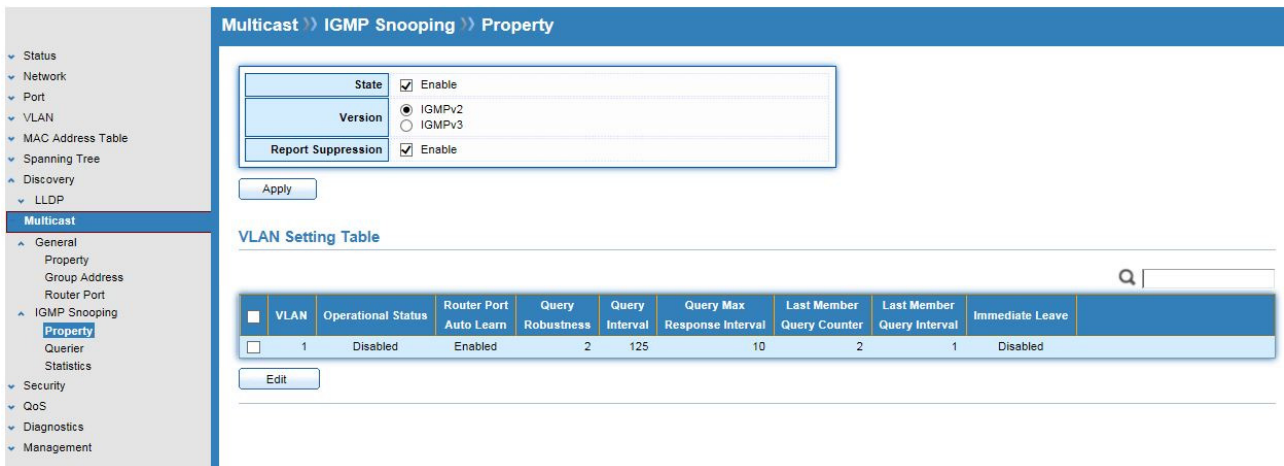 Multicast 》 IGMP Snooping 》 Property
Status
Network
Port
VLAN
MAC Address Table
Spanning Tree
Discovery
LLDP
Multicast
General
Property
Group Address
Router Port
IGMP Snooping
Property
Querier
Statistics
Security
QoS
Diagnostics
Management
State Enable
Version IGMPv2
IGMPv3
Report Suppression Enable
Apply
VLAN Setting Table
VLAN Operational Status Router Port Auto Learn Query Robustness Query Interval Query Max Response Interval Last Member Query Counter Last Member Query Interval Immediate Leave
1 Disabled Enabled 2 125 10 2 1 Disabled
Edit